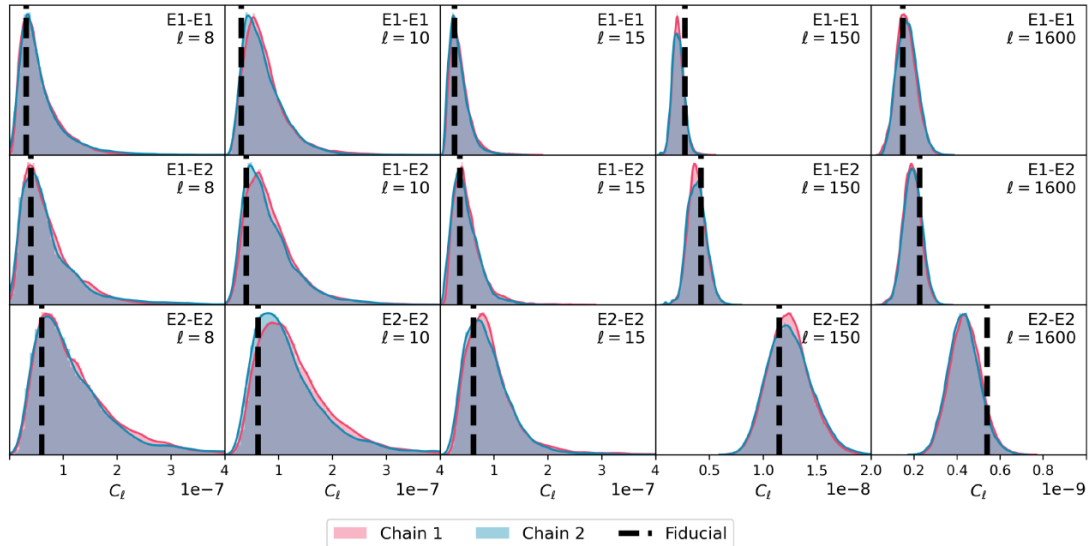 E1-E1 E1-E1 E1-E1 E1-E1 E1-E1
ℓ = 8 ℓ = 10 ℓ = 15 ℓ = 150 ℓ = 1600
E1-E2 E1-E2 E1-E2 E1-E2 E1-E2
ℓ = 8 ℓ = 10 ℓ = 15 ℓ = 150 ℓ = 1600
E2-E2 E2-E2 E2-E2 E2-E2 E2-E2
ℓ = 8 ℓ = 10 ℓ = 15 ℓ = 150 ℓ = 1600
1 2 3 4 1 2 3 4 1 2 3 4 0.5 1.0 1.5 2.0 0.2 0.4 0.6 0.8
Cℓ 1e-7 Cℓ 1e-7 Cℓ 1e-7 Cℓ 1e-8 Cℓ 1e-9
Chain 1 Chain 2 Fiducial